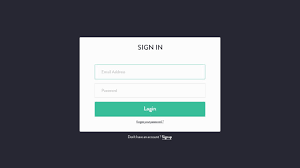 SIGN IN
Email Address
Password
Login
Forgot password ?
Don't have an account ? Signup